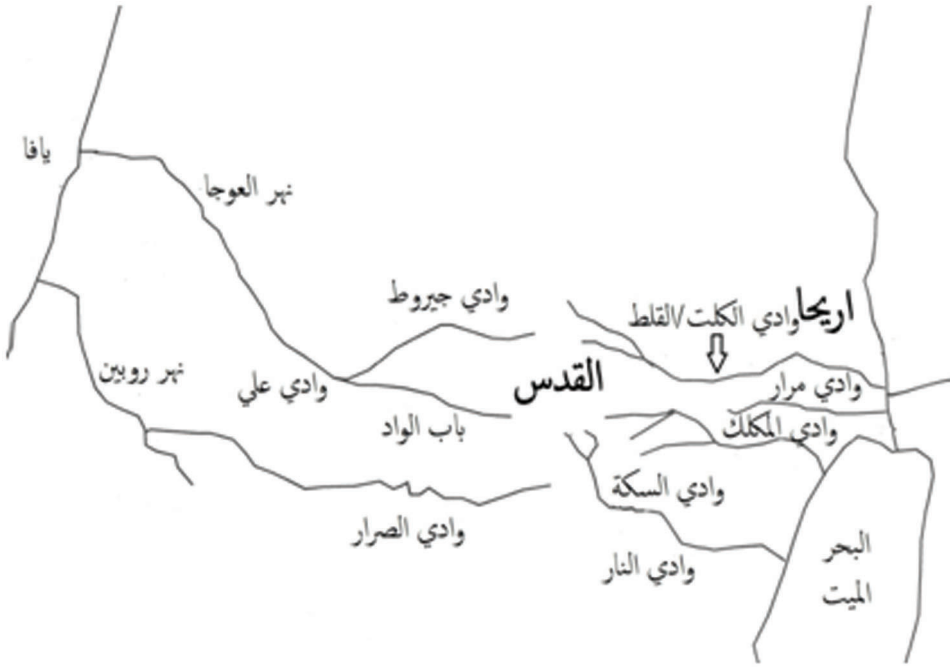 يافا
نهر العوجا
وادي جيروط
اريحا
وادي الكلت/القلط
نهر روبين
وادي علي
القدس
وادي مرار
باب الواد
وادي المكلك
وادي السكة
وادي الصرار
وادي النار
البحر
الميت